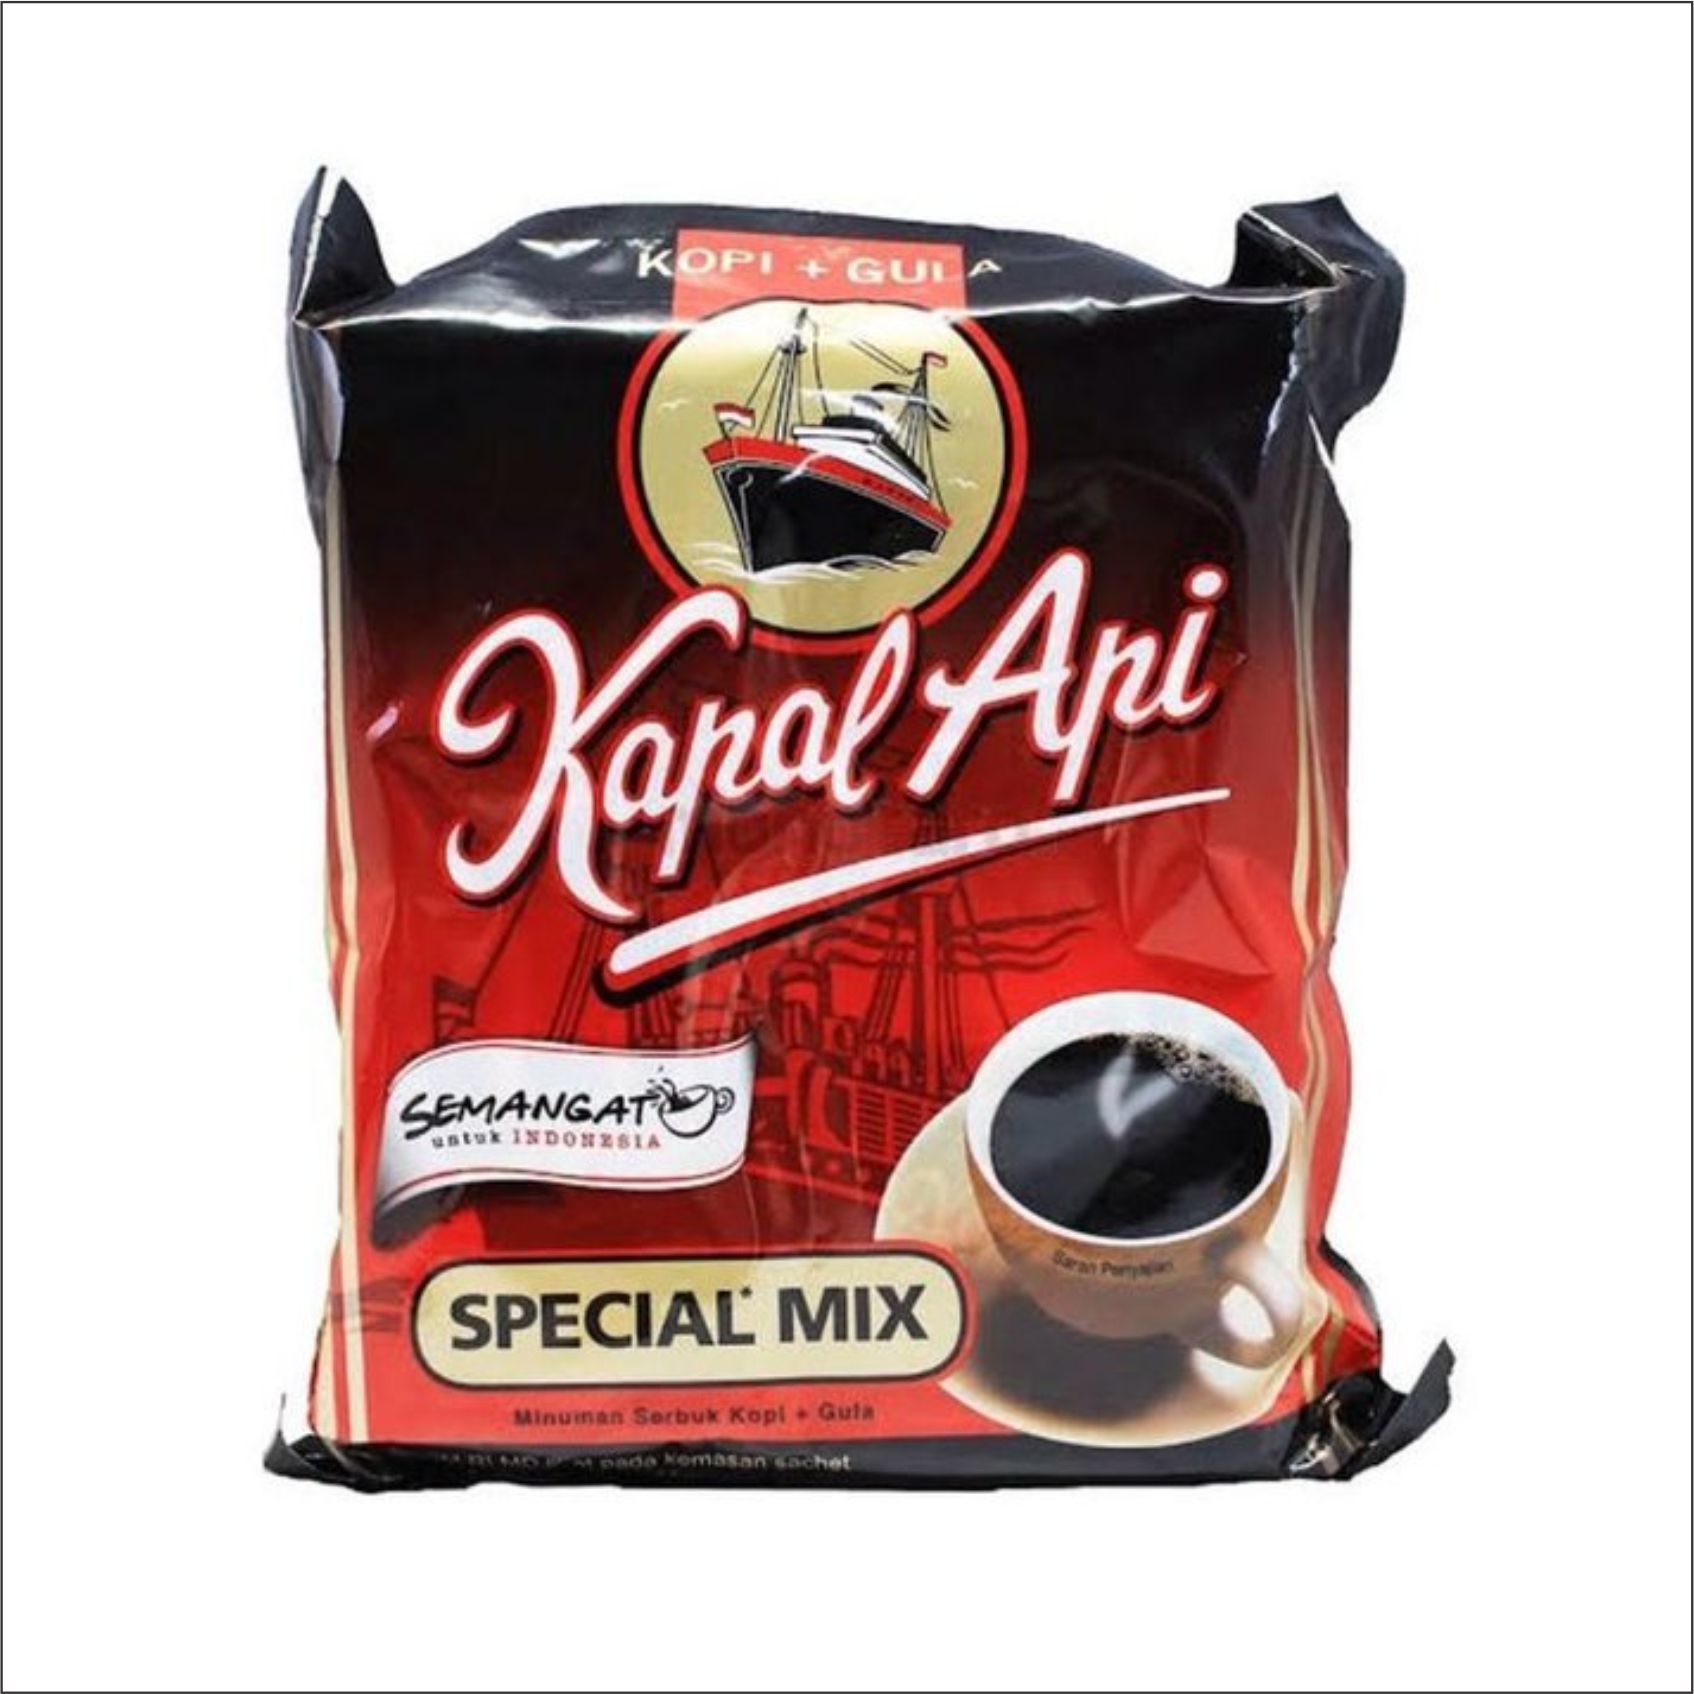 KOPI + GULA
Kapal Api
SEMANGAT
untuk INDONESIA
Saran Penyajian
SPECIAL* MIX
Minuman Serbuk Kopi + Gula
pada kemasan sachet